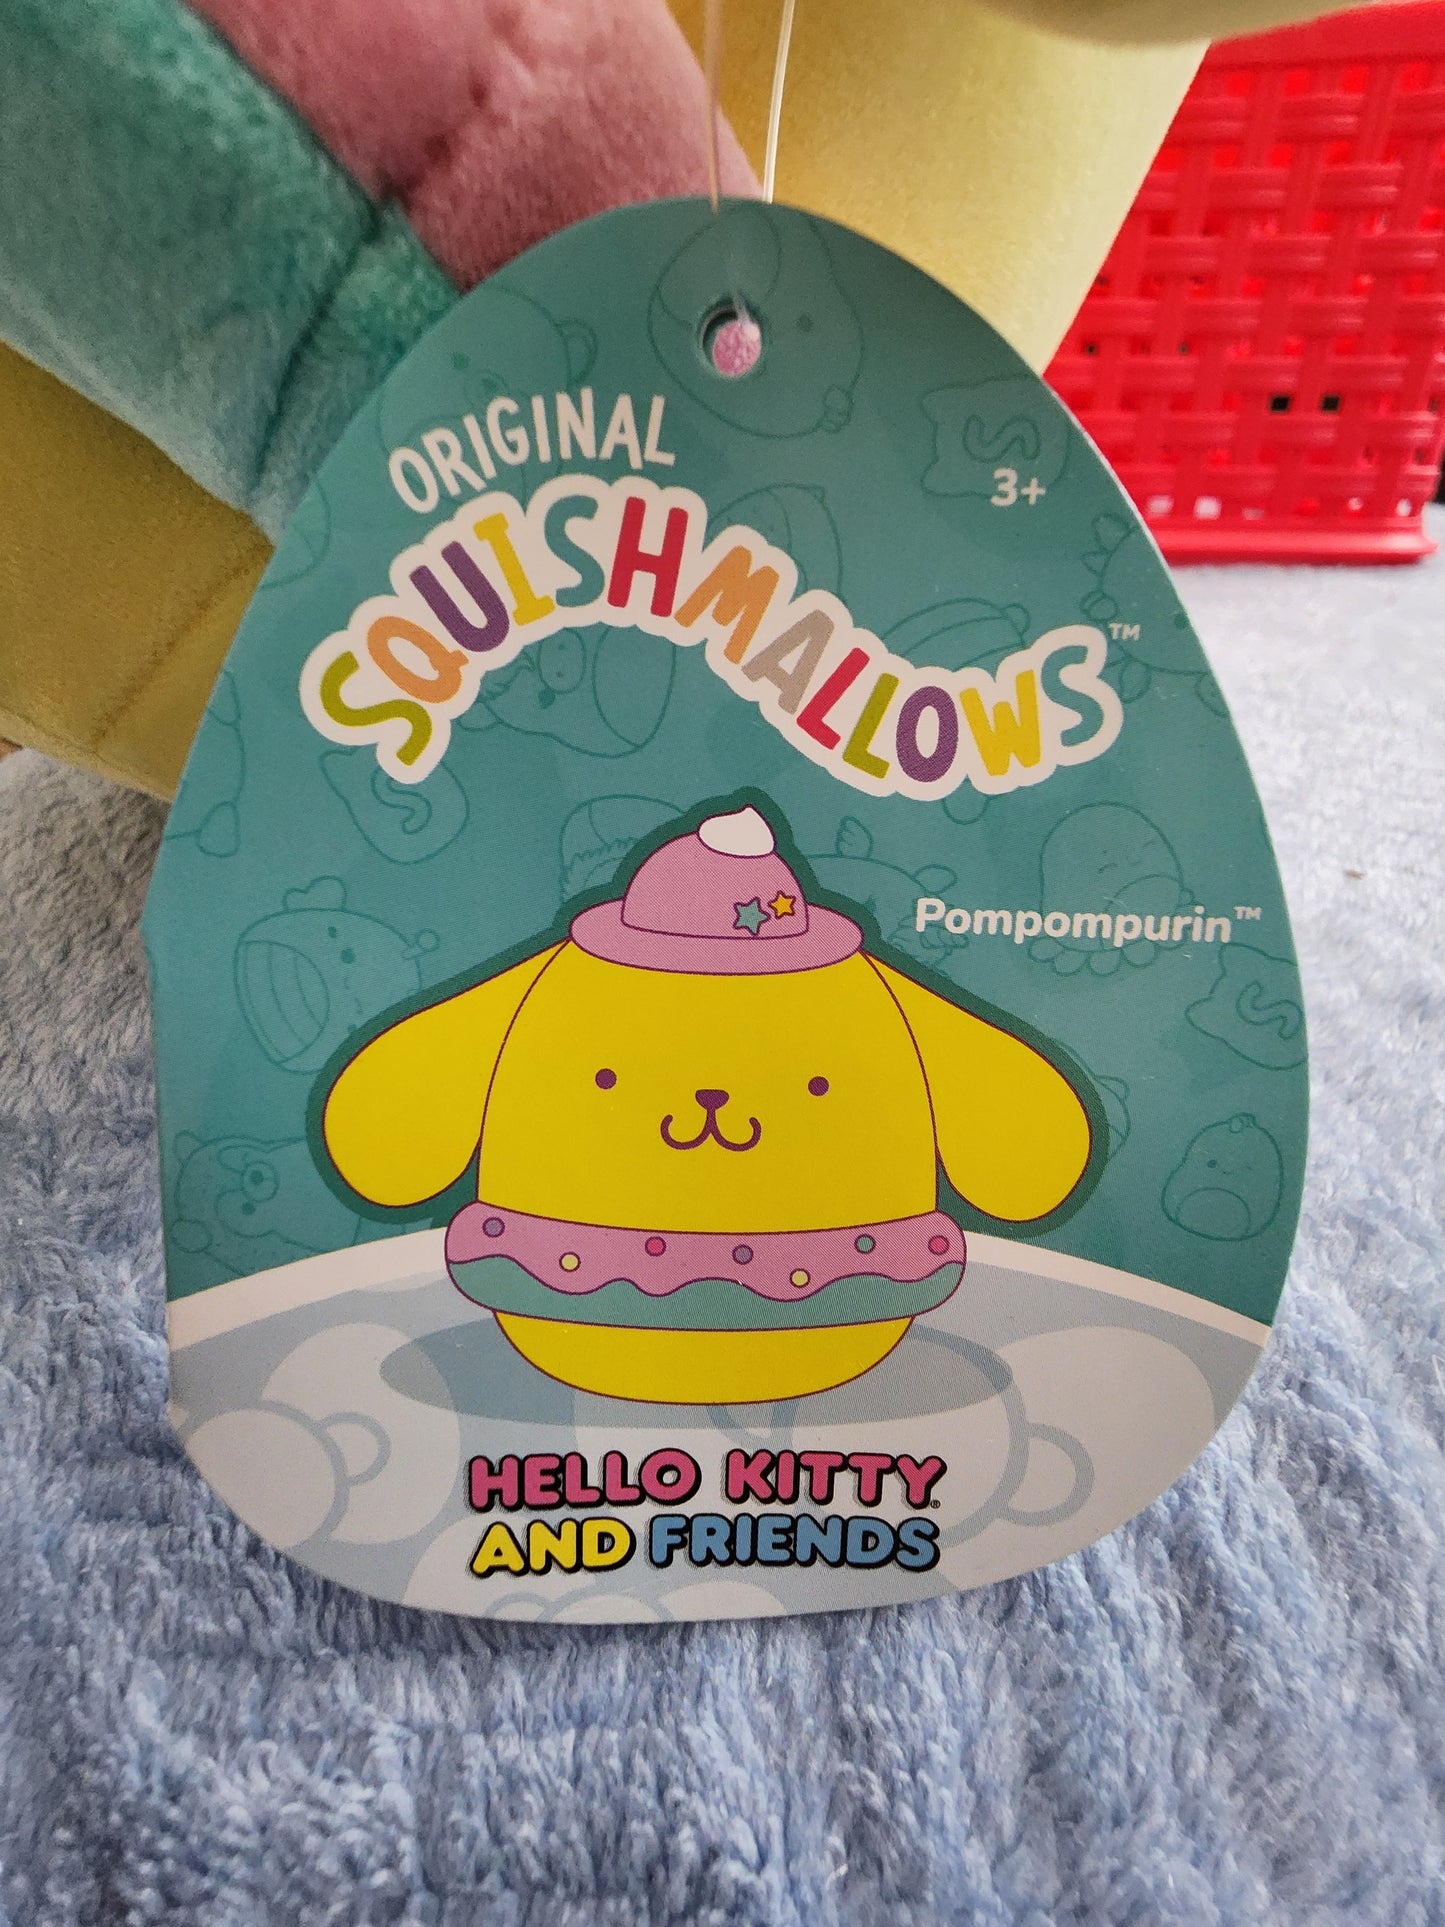 ORIGINAL
3+
SQUISHMALLOWS™
Pompompurin™
HELLO KITTY®
AND FRIENDS